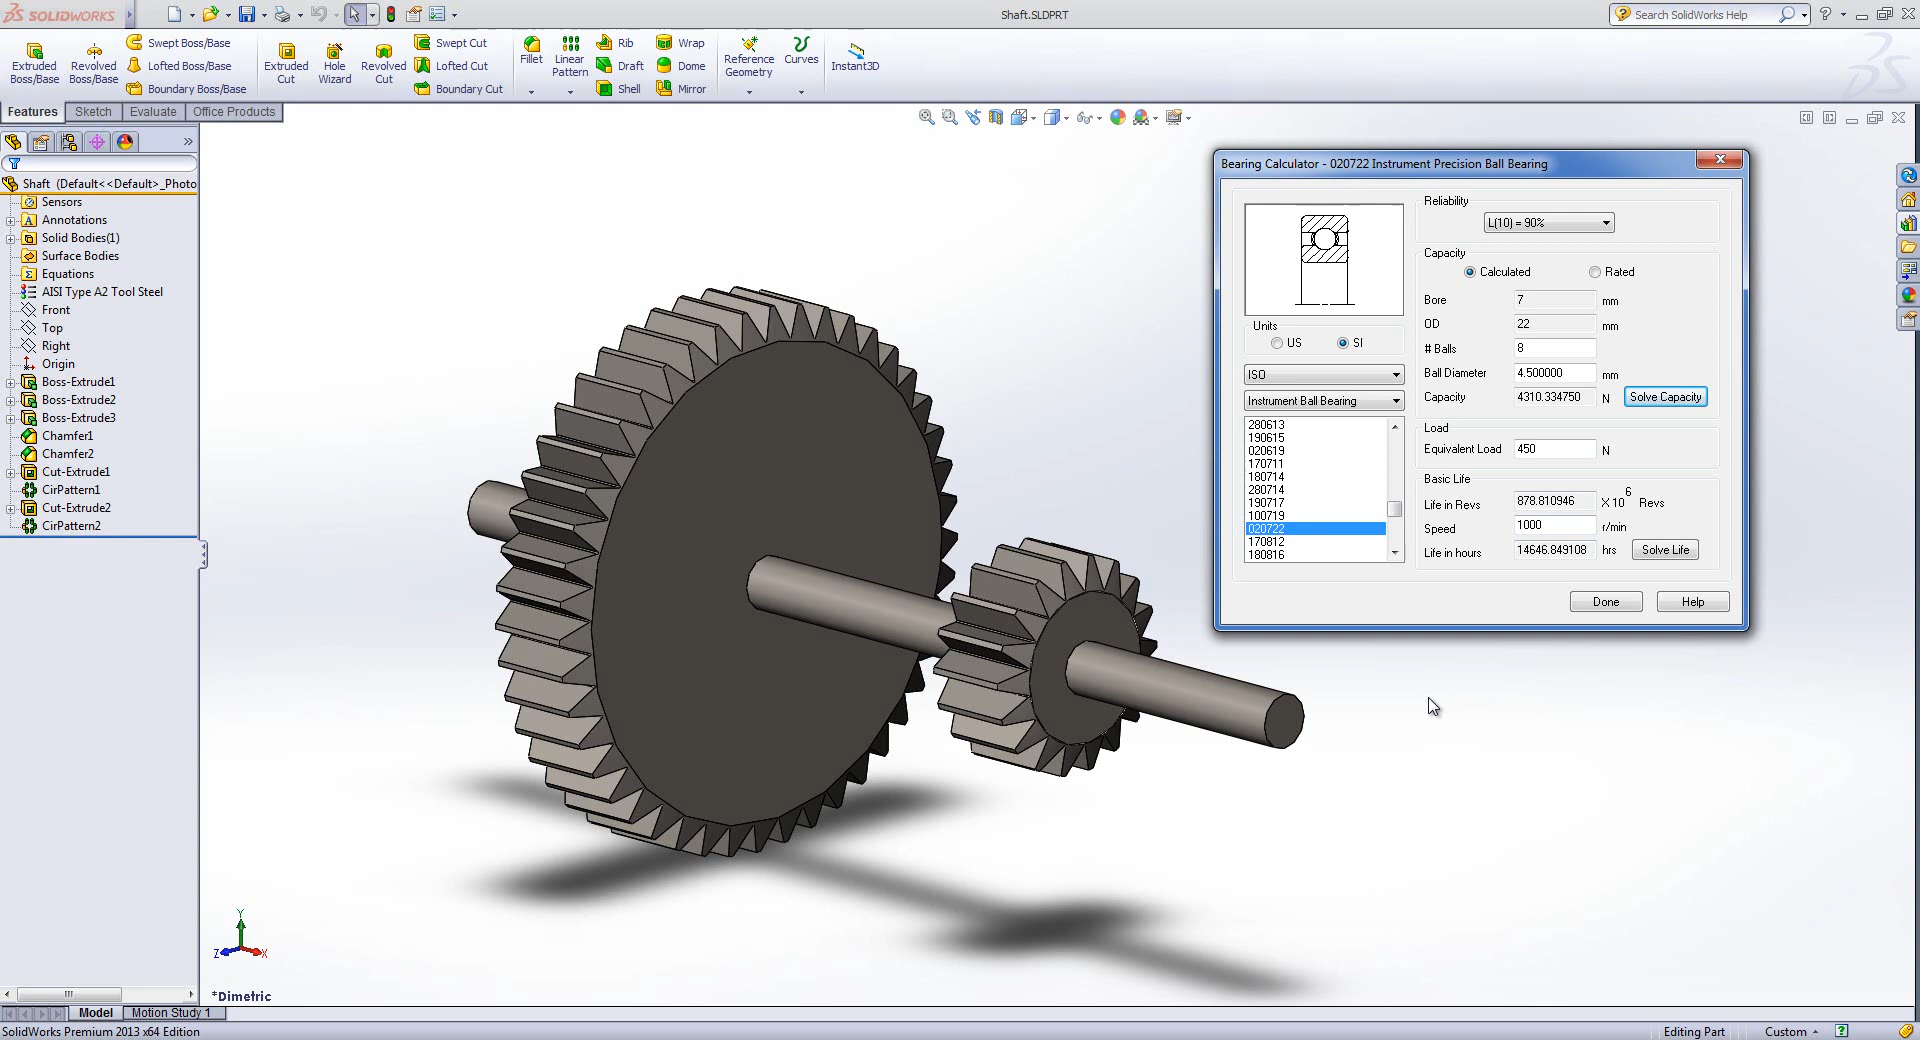 SOLIDWORKS
Shaft.SLDPRT
Search SolidWorks Help
Extruded Boss/Base
Revolved Boss/Base
Swept Boss/Base
Lofted Boss/Base
Boundary Boss/Base
Extruded Cut
Hole Wizard
Revolved Cut
Swept Cut
Lofted Cut
Boundary Cut
Fillet
Linear Pattern
Rib
Draft
Shell
Wrap
Dome
Mirror
Reference Geometry
Curves
Instant3D
Features
Sketch
Evaluate
Office Products
Shaft (Default<<Default>_Photo
Sensors
Annotations
Solid Bodies(1)
Surface Bodies
Equations
AISI Type A2 Tool Steel
Front
Top
Right
Origin
Boss-Extrude1
Boss-Extrude2
Boss-Extrude3
Chamfer1
Chamfer2
Cut-Extrude1
CirPattern1
Cut-Extrude2
CirPattern2
Bearing Calculator - 020722 Instrument Precision Ball Bearing
Units
US
SI
ISO
Instrument Ball Bearing
280613
190615
020619
170711
180714
280714
190717
100719
020722
170812
180816
Reliability
L(10) = 90%
Capacity
Calculated
Rated
Bore 7 mm
OD 22 mm
# Balls 8
Ball Diameter 4.500000 mm
Capacity 4310.334750 N Solve Capacity
Load
Equivalent Load 450 N
Basic Life
Life in Revs 878.810946 X 10 6 Revs
Speed 1000 r/min
Life in hours 14646.849108 hrs Solve Life
Done
Help
Y
Z
X
*Dimetric
Model
Motion Study 1
SolidWorks Premium 2013 x64 Edition
Editing Part
Custom